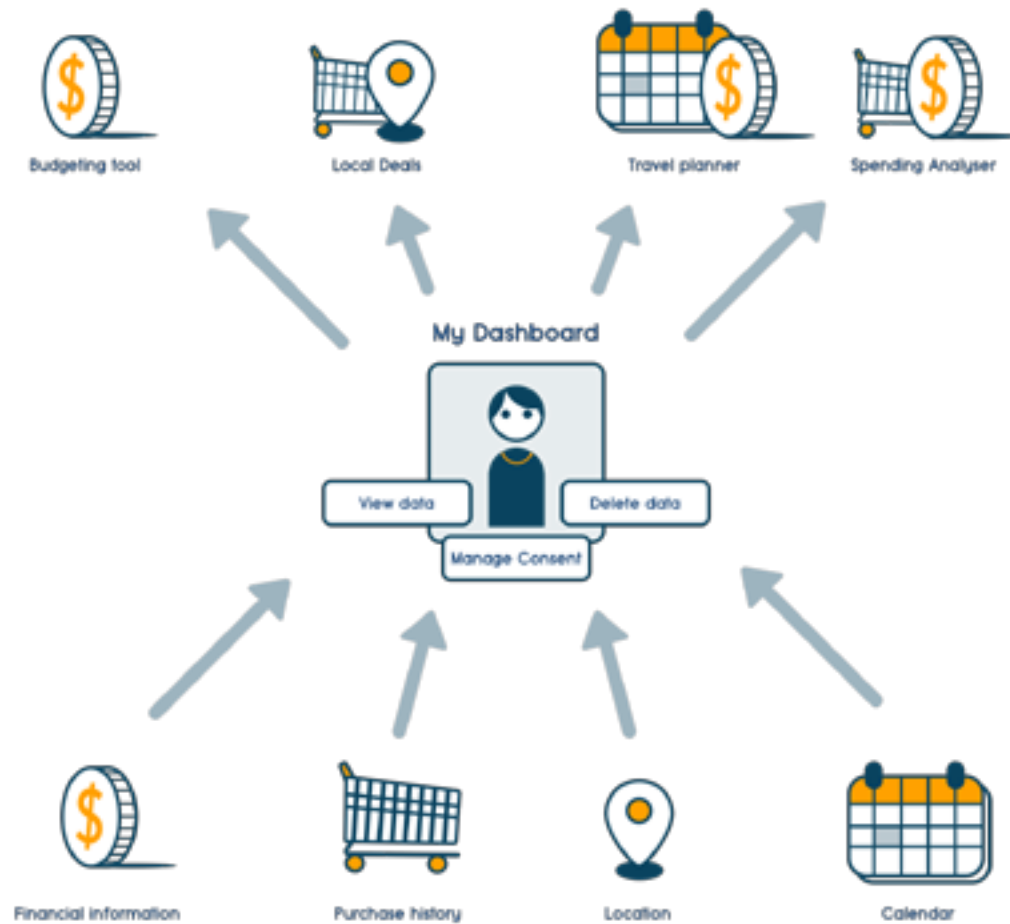 Budgeting tool
Local Deals
Travel planner
Spending Analyser
My Dashboard
View data
Delete data
Manage Consent
Financial information
Purchase history
Location
Calendar